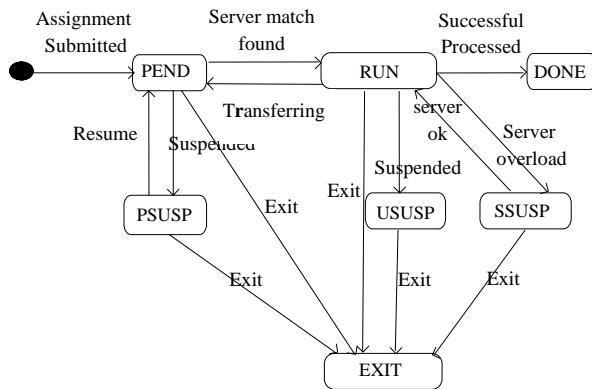 Assignment
Submitted
Server match
found
Successful
Processed
PEND
RUN
DONE
Transferring
Resume
Suspended
server
ok
Server
overload
Suspended
Exit
PSUSP
Exit
USUSP
SSUSP
Exit
Exit
Exit
EXIT